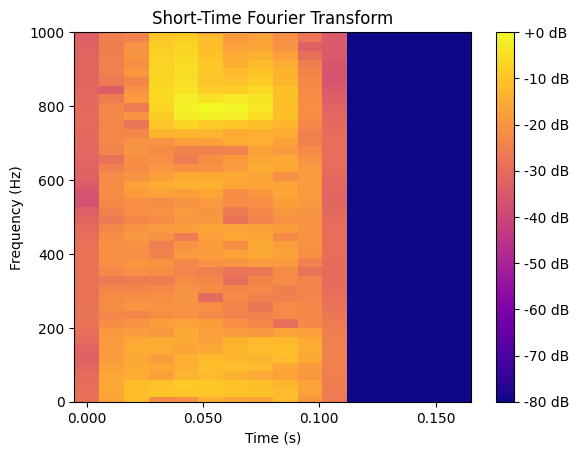 Short-Time Fourier Transform
Frequency (Hz)
1000
800
600
400
200
0
0.000
0.050
0.100
0.150
Time (s)
+0 dB
-10 dB
-20 dB
-30 dB
-40 dB
-50 dB
-60 dB
-70 dB
-80 dB